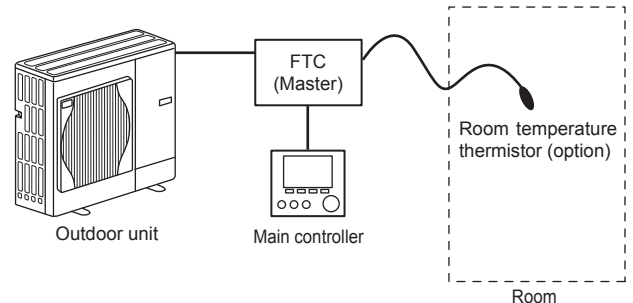 FTC
(Master)
Room temperature
thermistor (option)
Outdoor unit
Main controller
Room